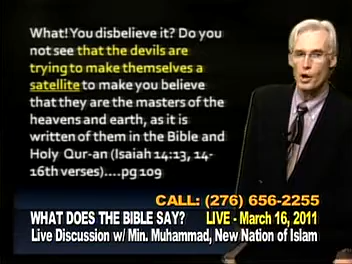 What! You disbelieve it? Do you
not see that the devils are
trying to make themselves a
satellite to make you believe
that they are the masters of the
heavens and earth, as it is
written of them in the Bible and
Holy Qur-an (Isaiah 14:13, 14-
16th verses)....pg 109
CALL: (276) 656-2255
WHAT DOES THE BIBLE SAY? LIVE - March 16, 2011
Live Discussion w/ Min. Muhammad, New Nation of Islam